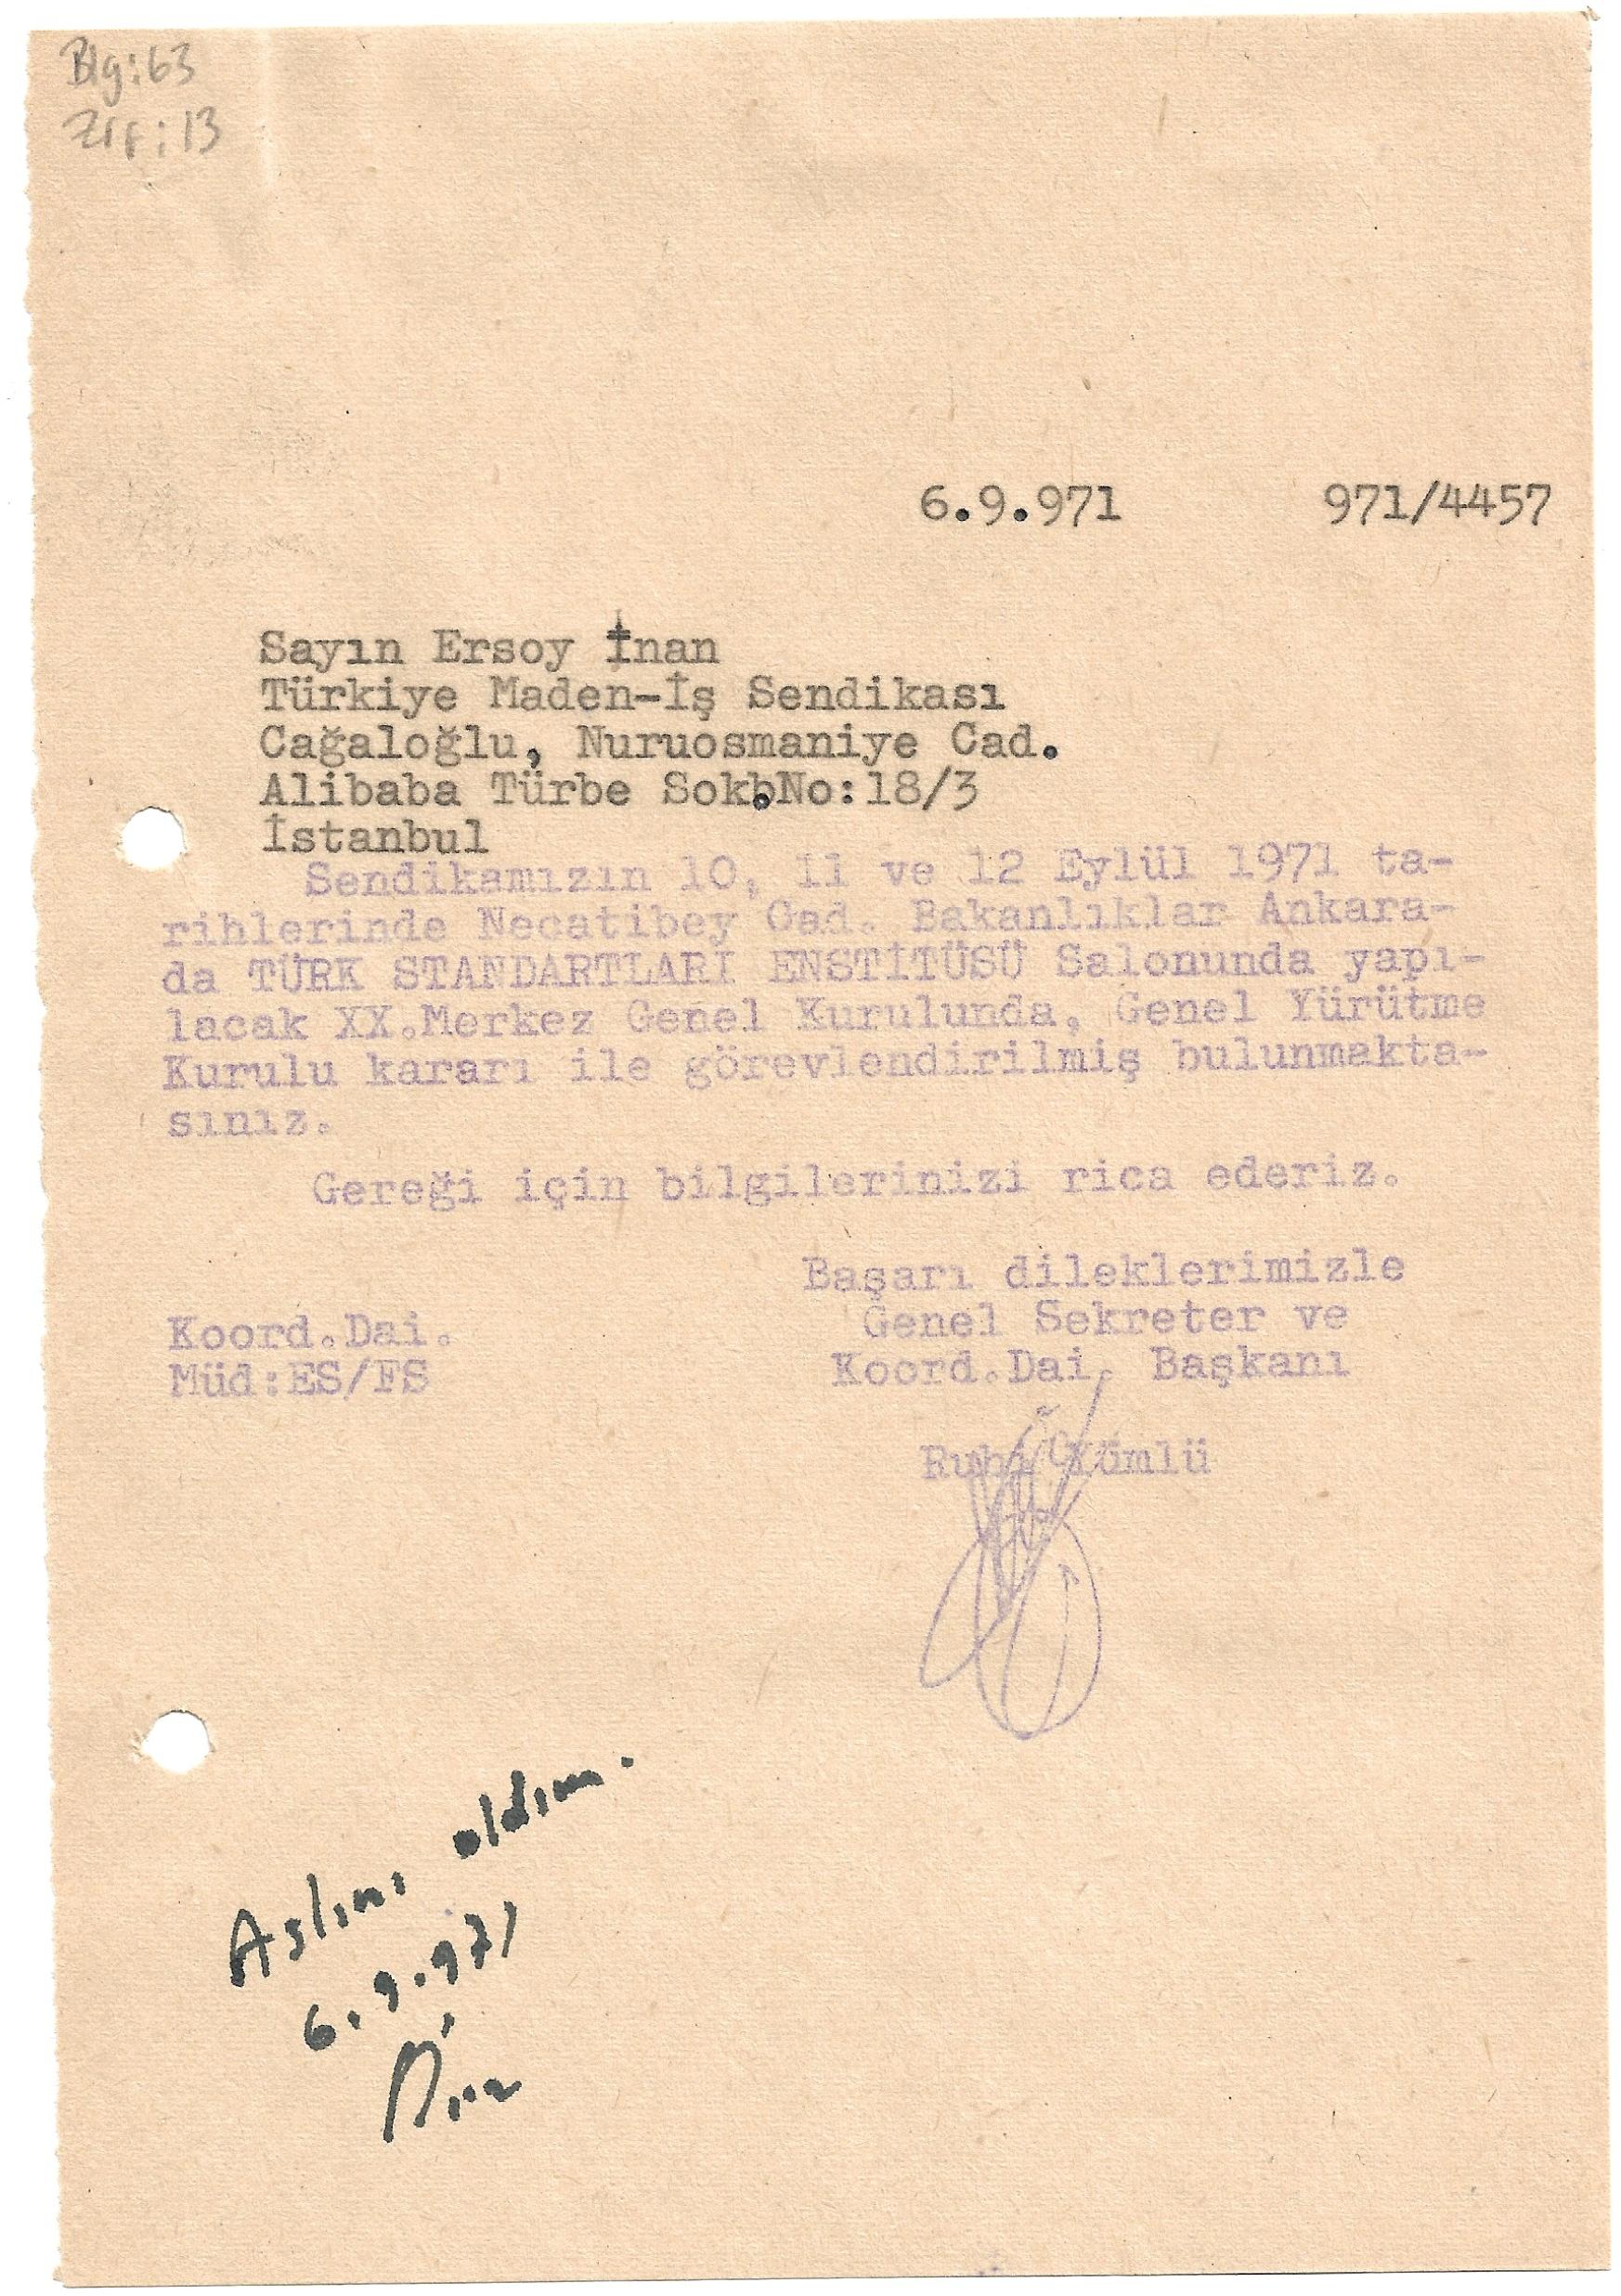 Blg:63
Zrf:13
6.9.971 971/4457
Sayın Ersoy İnan
Türkiye Maden-İş Sendikası
Cağaloğlu, Nuruosmaniye Cad.
Alibaba Türbe Sok.No:18/3
İstanbul
Sendikamızın 10, 11 ve 12 Eylül 1971 ta-
rihlerinde Necatibey Cad. Bakanlıklar Ankara-
da TÜRK STANDARTLARI ENSTİTÜSÜ Salonunda yapı-
lacak XX.Merkez Genel Kurulunda, Genel Yürütme
Kurulu kararı ile görevlendirilmiş bulunmakta-
sınız.
Gereği için bilgilerinizi rica ederiz.
Başarı dileklerimizle
Genel Sekreter ve
Koord.Dai. Başkanı
Koord.Dai.
Müd:ES/FS
Ruhi Yümlü
Aslını aldım.
6.9.971